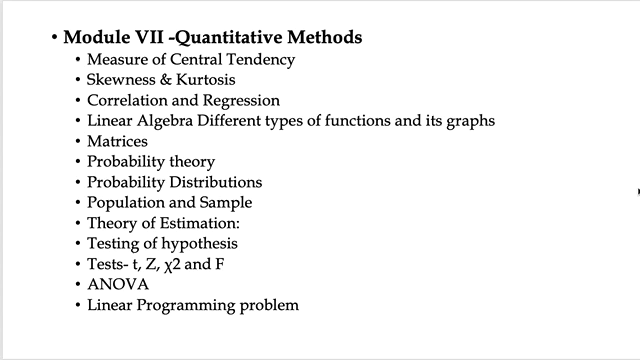 • Module VII -Quantitative Methods
• Measure of Central Tendency
• Skewness & Kurtosis
• Correlation and Regression
• Linear Algebra Different types of functions and its graphs
• Matrices
• Probability theory
• Probability Distributions
• Population and Sample
• Theory of Estimation:
• Testing of hypothesis
• Tests- t, Z, χ2 and F
• ANOVA
• Linear Programming problem